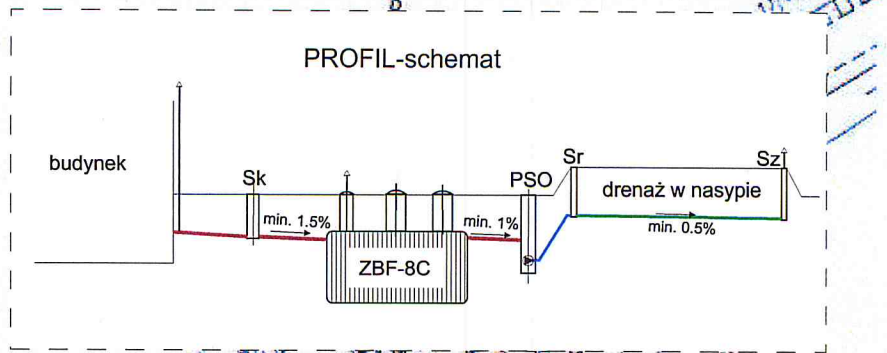 PROFIL-schemat
budynek
Sk
PSO
Sr
Sz
drenaż w nasypie
min. 1.5%
min. 1%
min. 0.5%
ZBF-8C